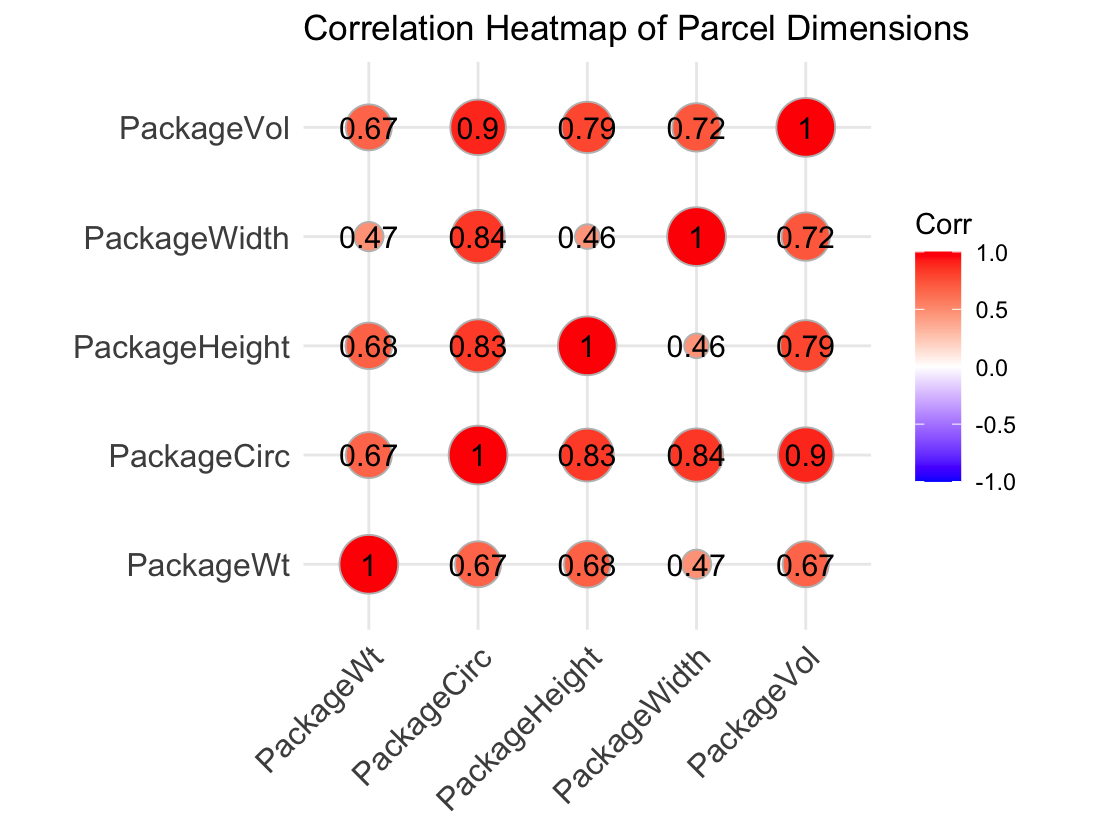 Correlation Heatmap of Parcel Dimensions
PackageVol 0.67 0.9 0.79 0.72 1
PackageWidth 0.47 0.84 0.46 1 0.72
PackageHeight 0.68 0.83 1 0.46 0.79
PackageCirc 0.67 1 0.83 0.84 0.9
PackageWt 1 0.67 0.68 0.47 0.67
PackageWt PackageCirc PackageHeight PackageWidth PackageVol
Corr
1.0
0.5
0.0
-0.5
-1.0